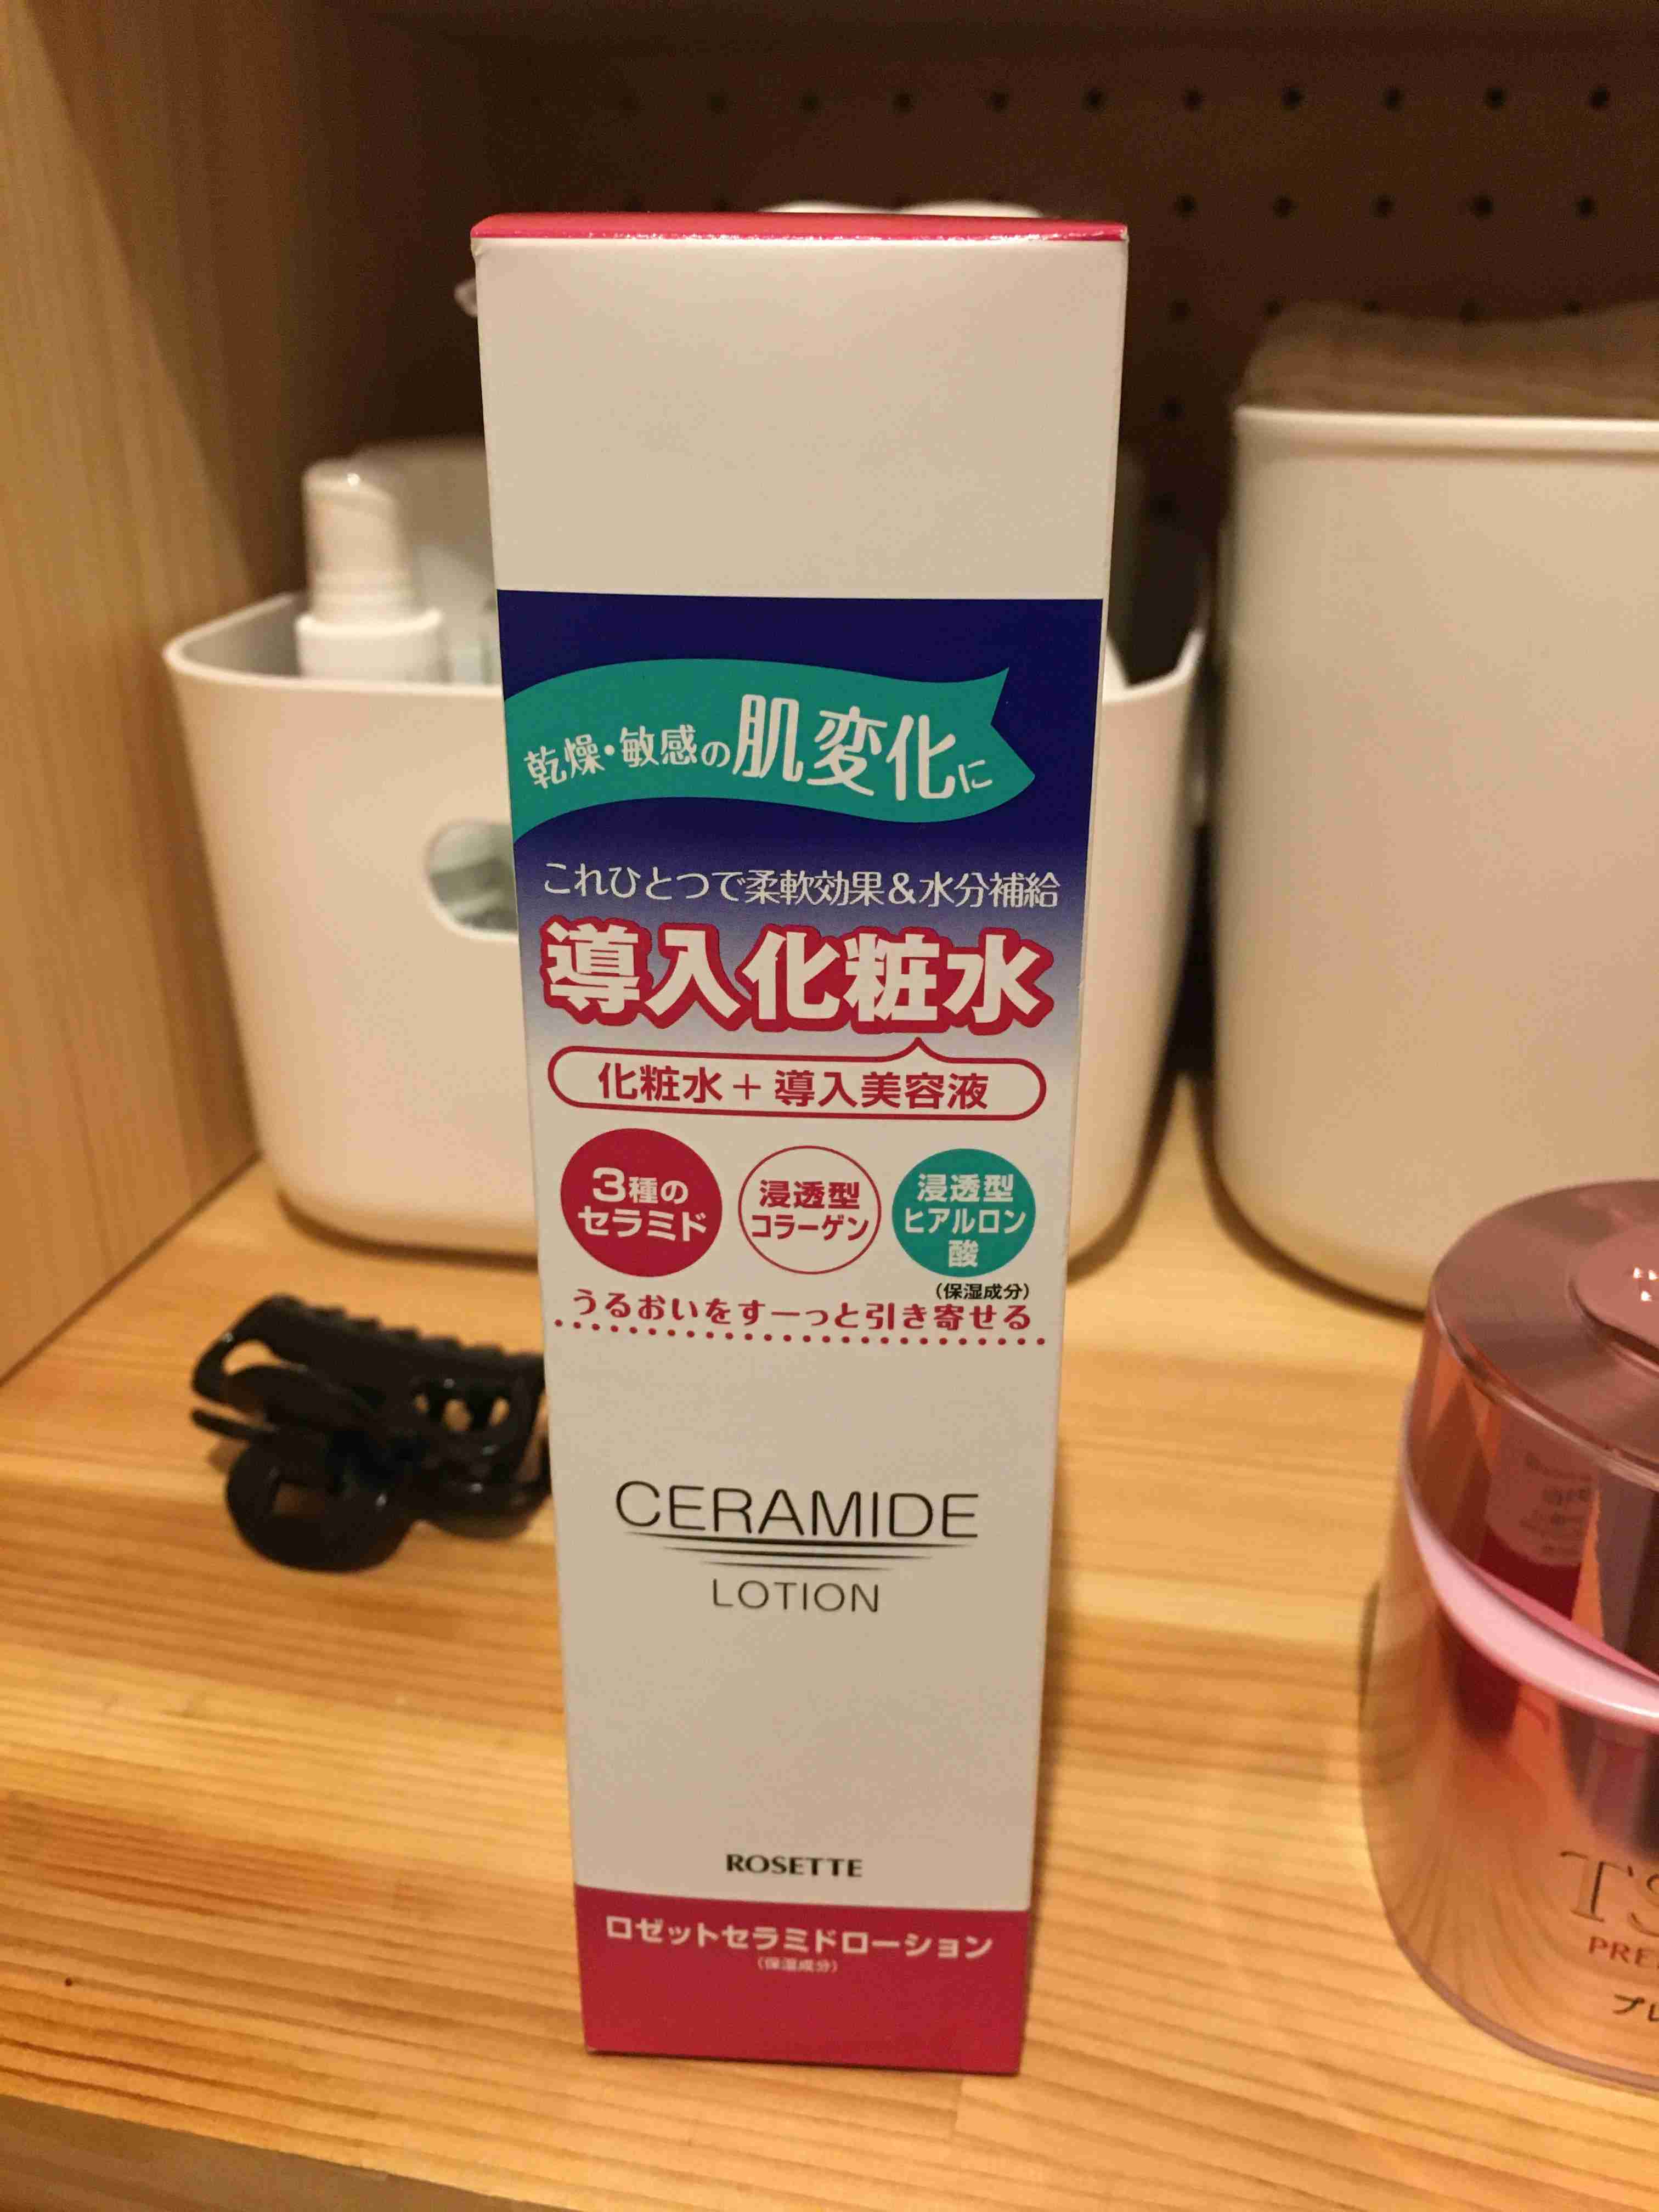 乾燥・敏感の肌変化に
これひとつで柔軟効果&水分補給
導入化粧水
化粧水+導入美容液
3種の
セラミド
浸透型
コラーゲン
浸透型
ヒアルロン
酸
(保湿成分)
うるおいをすーっと引き寄せる
CERAMIDE
LOTION
ROSETTE
ロゼットセラミドローション
(保湿成分)